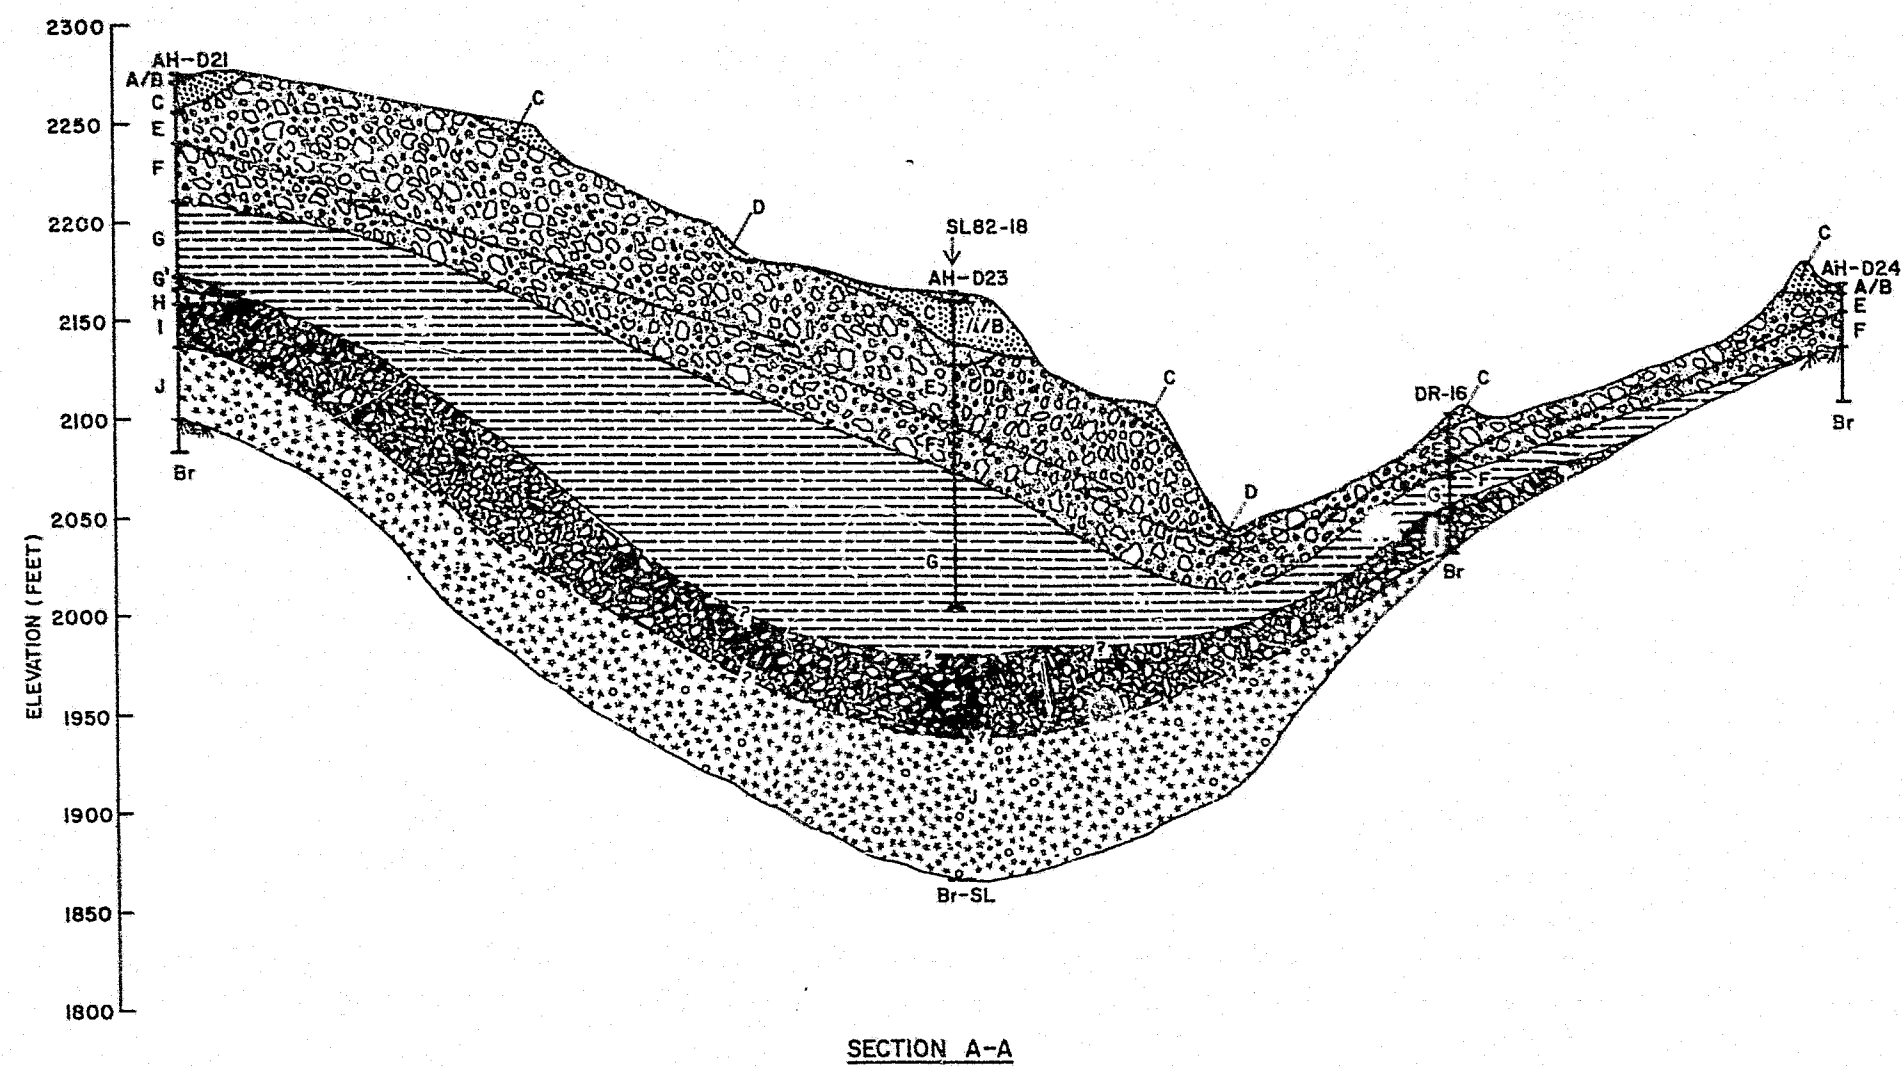 2300
2250
2200
2150
2100
2050
2000
1950
1900
1850
1800
ELEVATION (FEET)
AH-D21
A/B
C
E
F
G
G'
H
I
J
Br
C
D
SL82-18
AH-D23
C
A/B
E
D
F
G
?
?
?
?
?
J
Br-SL
C
D
DR-16
C
E
F
G
Br
C
AH-D24
A/B
E
F
Br
SECTION A-A